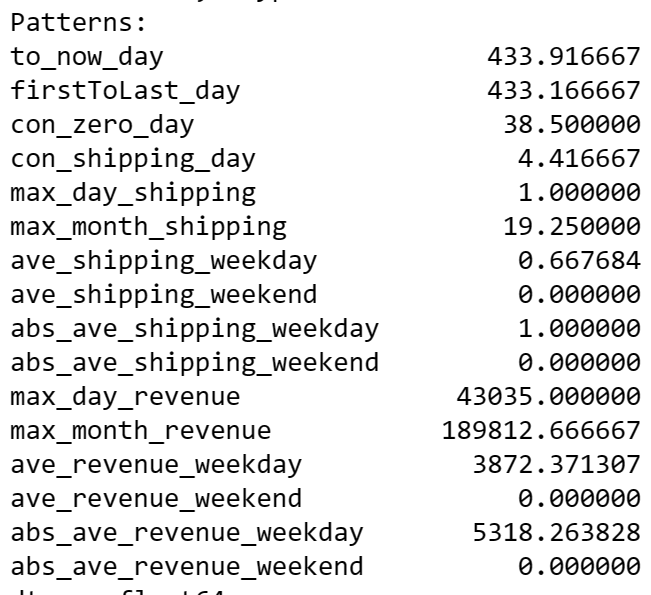 Patterns:
to_now_day 433.916667
firstToLast_day 433.166667
con_zero_day 38.500000
con_shipping_day 4.416667
max_day_shipping 1.000000
max_month_shipping 19.250000
ave_shipping_weekday 0.667684
ave_shipping_weekend 0.000000
abs_ave_shipping_weekday 1.000000
abs_ave_shipping_weekend 0.000000
max_day_revenue 43035.000000
max_month_revenue 189812.666667
ave_revenue_weekday 3872.371307
ave_revenue_weekend 0.000000
abs_ave_revenue_weekday 5318.263828
abs_ave_revenue_weekend 0.000000